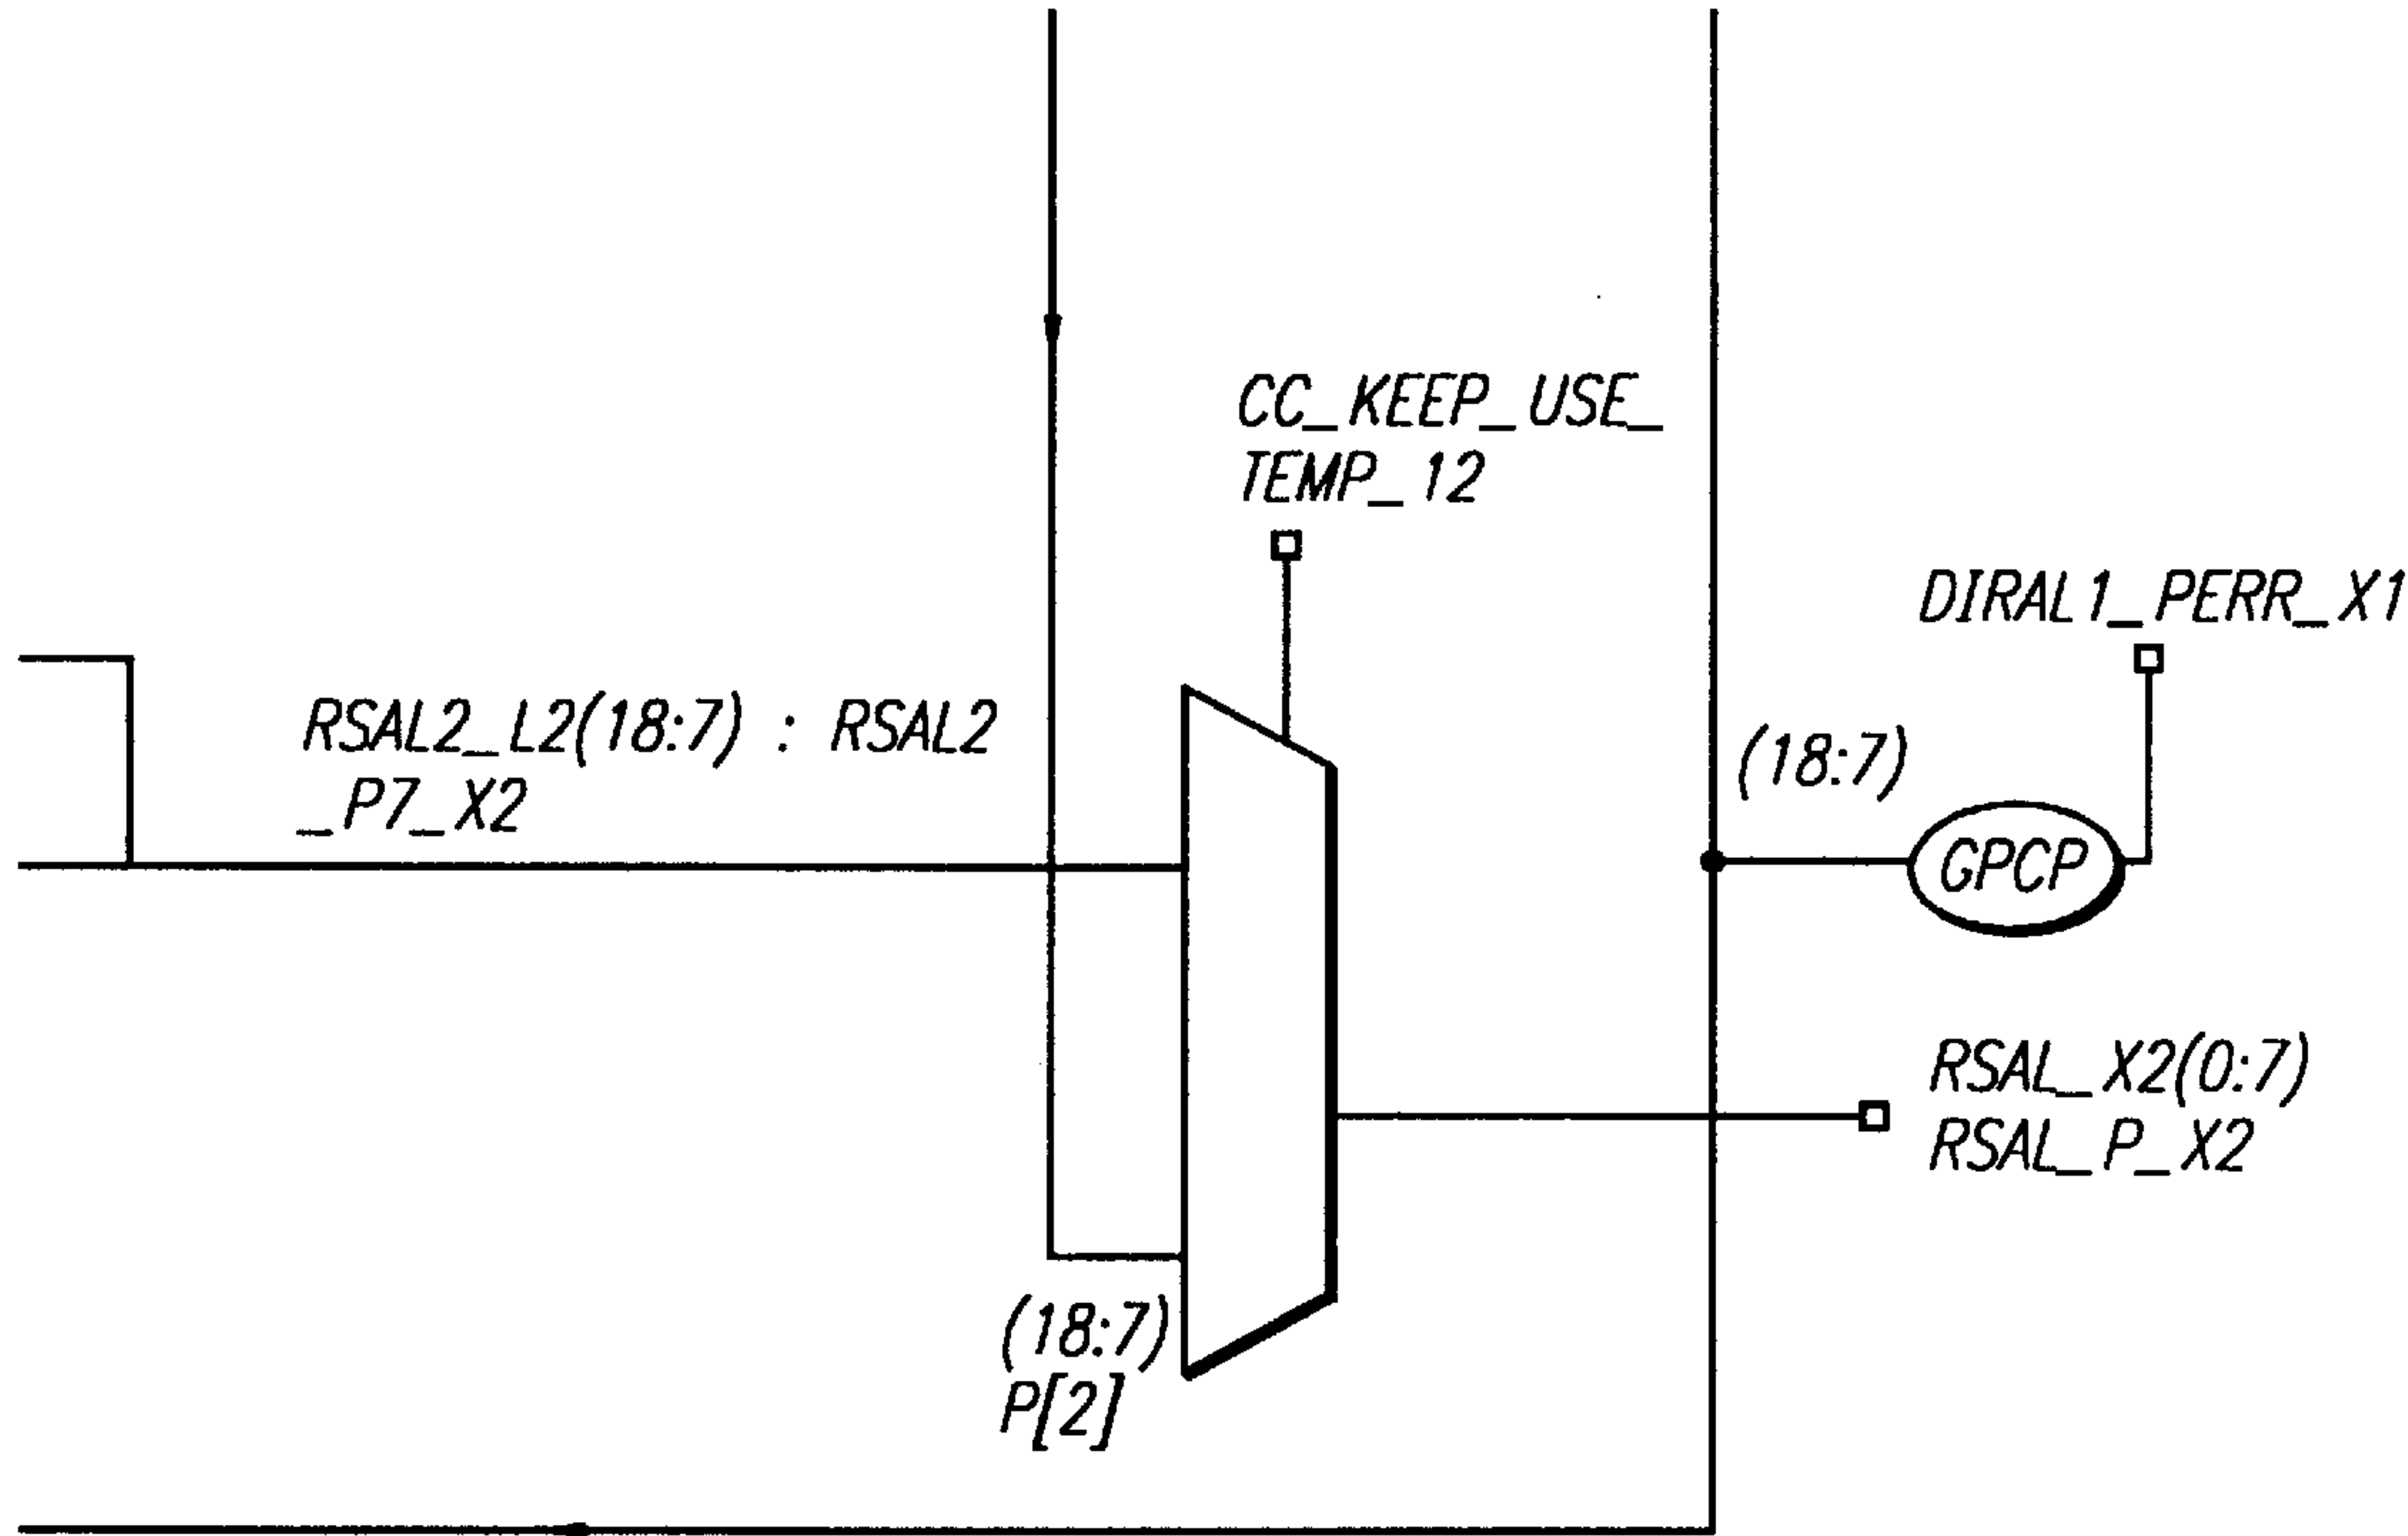 CC_KEEP_USE_
TEMP_12
DIRAL1_PERR_X1
RSAL2_L2(18:7) : RSAL2
_P7_X2
(18:7)
GPCP
RSAL_X2(0:7)
RSAL_P_X2
(18:7)
P[2]